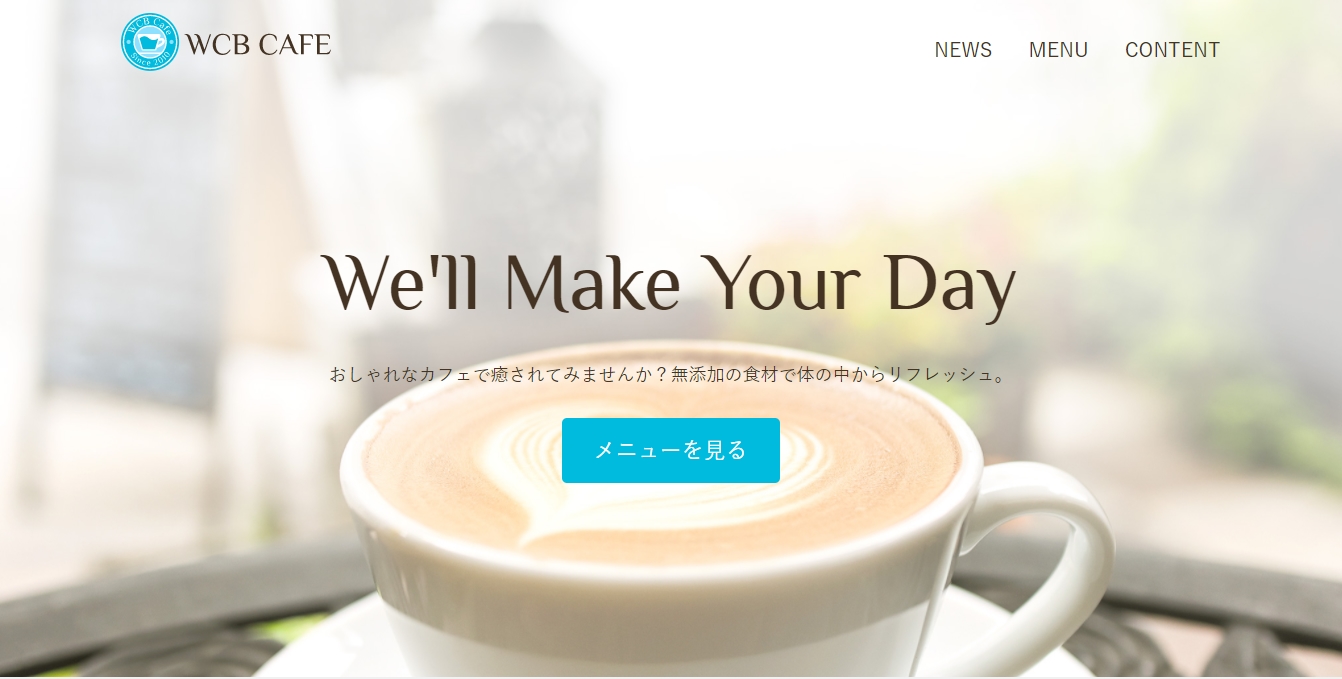 WCB Cafe
Since 2010
WCB CAFE
NEWS MENU CONTENT
We'll Make Your Day
おしゃれなカフェで癒されてみませんか？無添加の食材で体の中からリフレッシュ。
メニューを見る